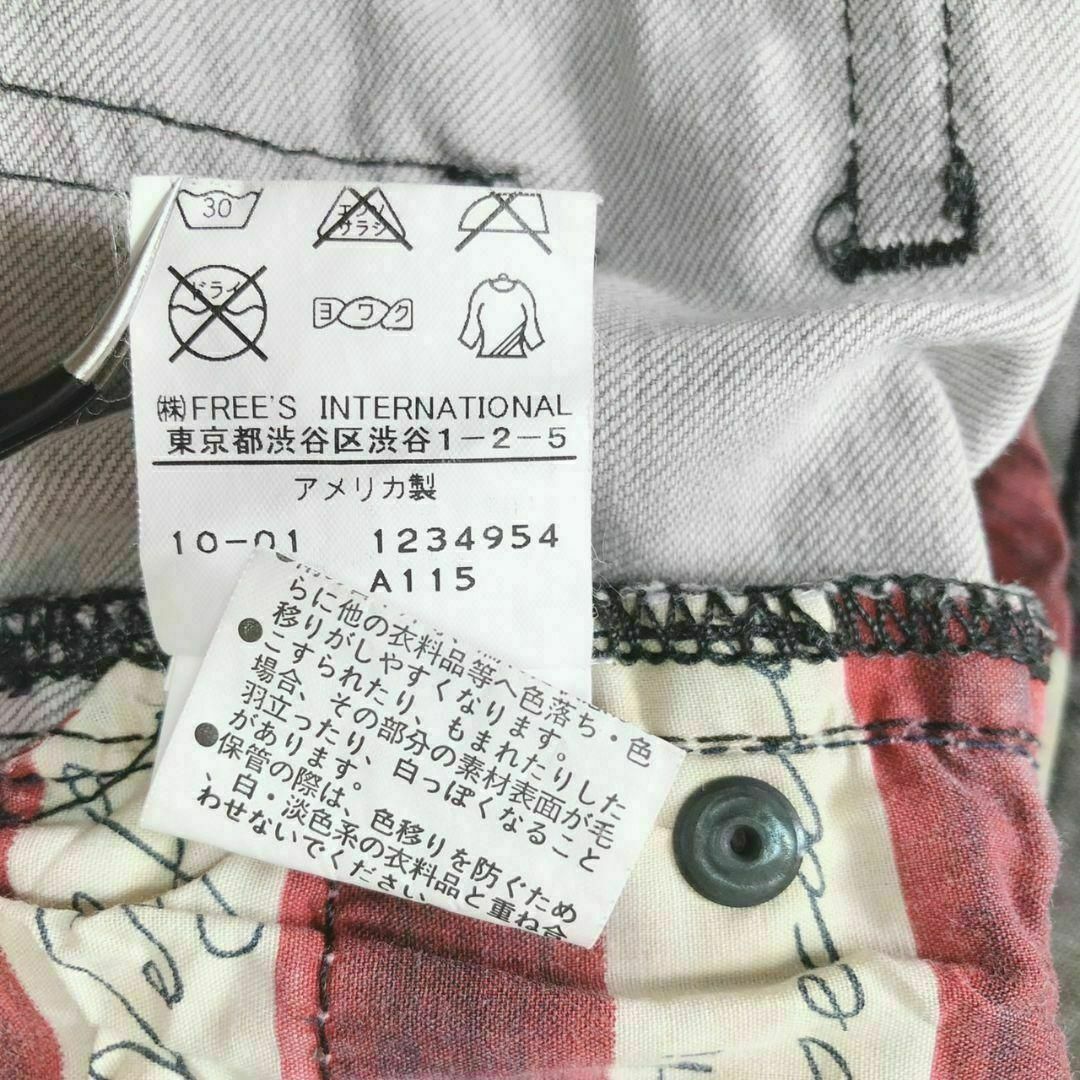 30
エンソ
サラシ
ドライ
ヨワク
㈱FREE'S INTERNATIONAL
東京都渋谷区渋谷1-2-5
アメリカ製
10-01 1234954
A115
らに他の衣料品等へ色落ち・色
移りがしやすくなります。
●こすられたり、もまれたりした
場合、その部分の素材表面が毛
羽立ったり、白っぽくなること
があります。
●保管の際は、色移りを防ぐため
、白・淡色系の衣料品と重ね合
わせないでください